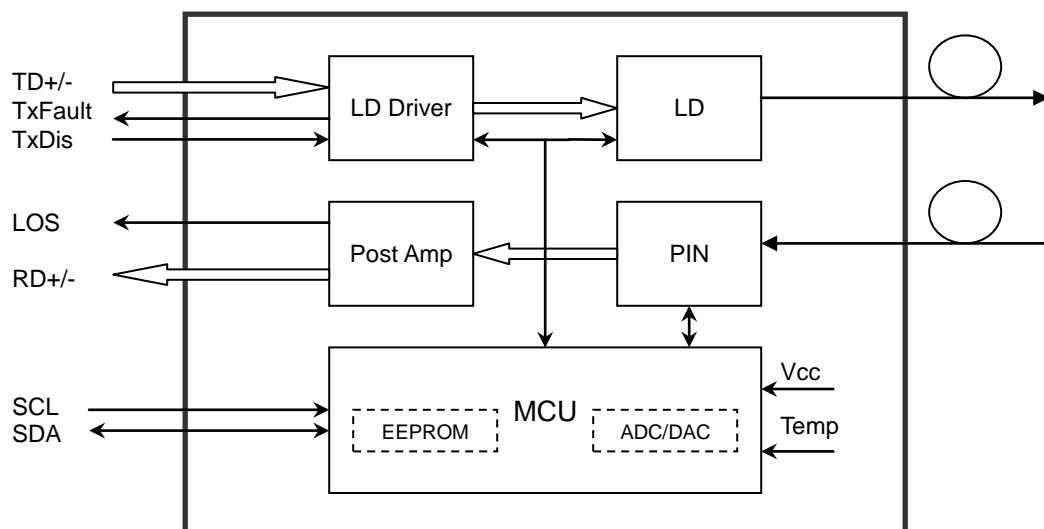 TD+/-
TxFault
TxDis
LD Driver
LD
LOS
RD+/-
Post Amp
PIN
SCL
SDA
MCU
EEPROM
ADC/DAC
Vcc
Temp